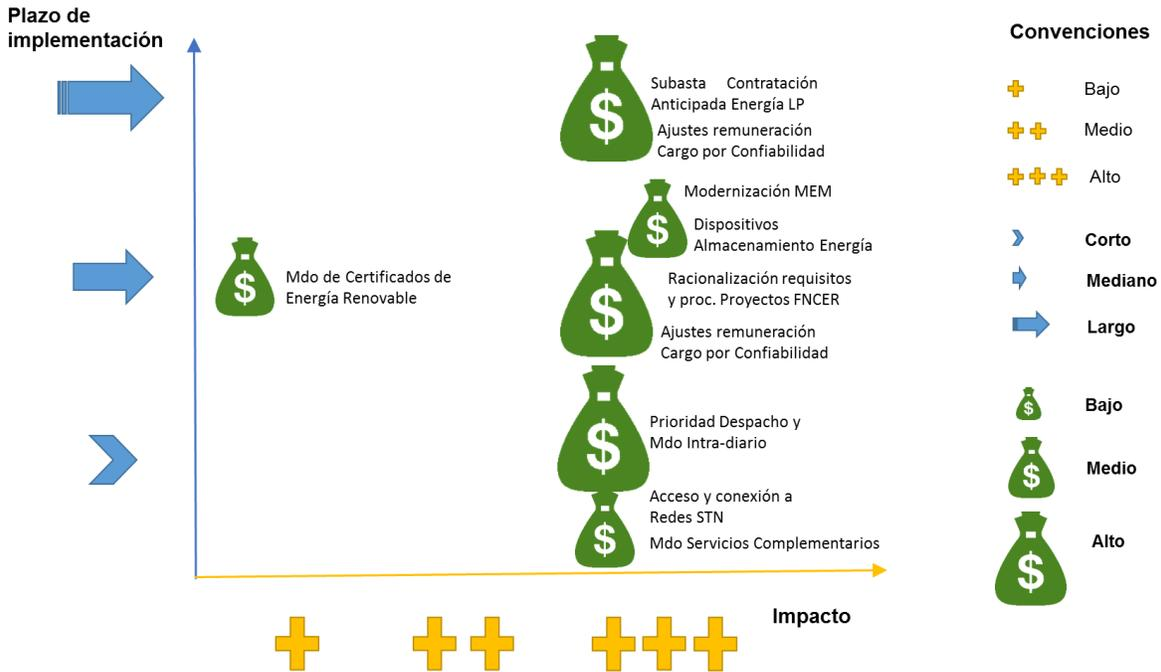 Plazo de
implementación
Subasta Contratación
Anticipada Energía LP
Ajustes remuneración
Cargo por Confiabilidad
Modernización MEM
Dispositivos
Almacenamiento Energía
Mdo de Certificados de
Energía Renovable
Racionalización requisitos
y proc. Proyectos FNCER
Ajustes remuneración
Cargo por Confiabilidad
Prioridad Despacho y
Mdo Intra-diario
Acceso y conexión a
Redes STN
Mdo Servicios Complementarios
Impacto
Convenciones
Bajo
Medio
Alto
Corto
Mediano
Largo
$ Bajo
$ Medio
$ Alto
$
$
$
$
$
$